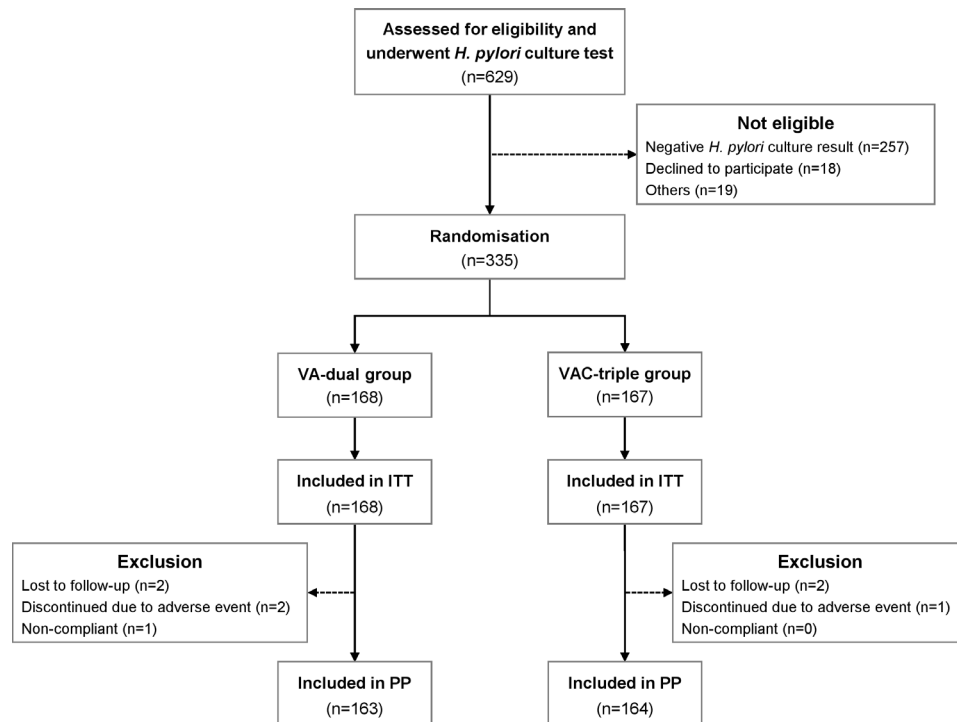 Assessed for eligibility and
underwent H. pylori culture test
(n=629)
Not eligible
Negative H. pylori culture result (n=257)
Declined to participate (n=18)
Others (n=19)
Randomisation
(n=335)
VA-dual group
(n=168)
VAC-triple group
(n=167)
Included in ITT
(n=168)
Included in ITT
(n=167)
Exclusion
Lost to follow-up (n=2)
Discontinued due to adverse event (n=2)
Non-compliant (n=1)
Exclusion
Lost to follow-up (n=2)
Discontinued due to adverse event (n=1)
Non-compliant (n=0)
Included in PP
(n=163)
Included in PP
(n=164)